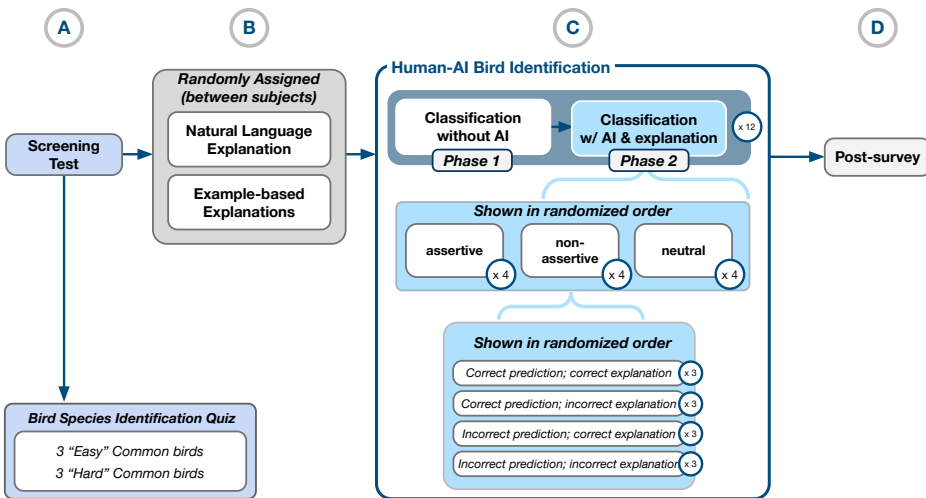 A
B
C
D
Screening
Test
Randomly Assigned
(between subjects)
Natural Language
Explanation
Example-based
Explanations
Human-AI Bird Identification
Classification
without AI
Phase 1
Classification
w/ AI & explanation
Phase 2
x 12
Shown in randomized order
assertive
x 4
non-
assertive
x 4
neutral
x 4
Shown in randomized order
Correct prediction; correct explanation
x 3
Correct prediction; incorrect explanation
x 3
Incorrect prediction; correct explanation
x 3
Incorrect prediction; incorrect explanation
x 3
Post-survey
Bird Species Identification Quiz
3 “Easy” Common birds
3 “Hard” Common birds